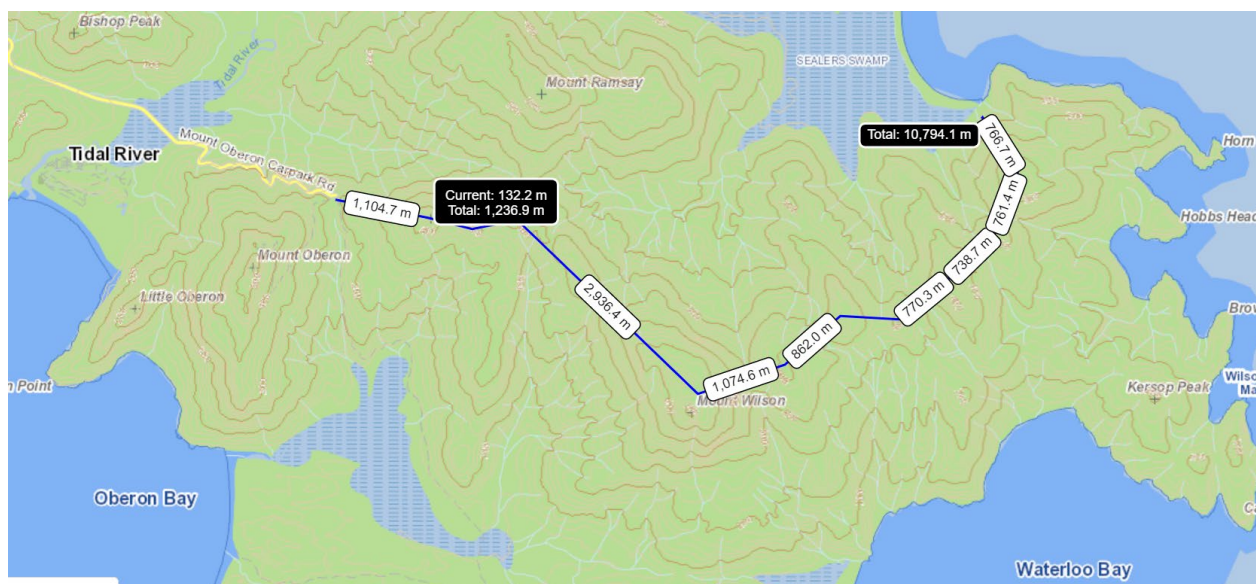 Bishop Peak
Tidal River
Mount Ramsay
SEALERS SWAMP
Mount Oberon Carpark Rd
Tidal River
Total: 10,794.1 m
766.7 m
Horn
1,104.7 m
Current: 132.2 m
Total: 1,236.9 m
761.4 m
Hobbs Head
Mount Oberon
738.7 m
Little Oberon
2,936.4 m
770.3 m
Brow
862.0 m
n Point
1,074.6 m
Mount Wilson
Kersop Peak
Wilso
Ma
Oberon Bay
Ca
Waterloo Bay